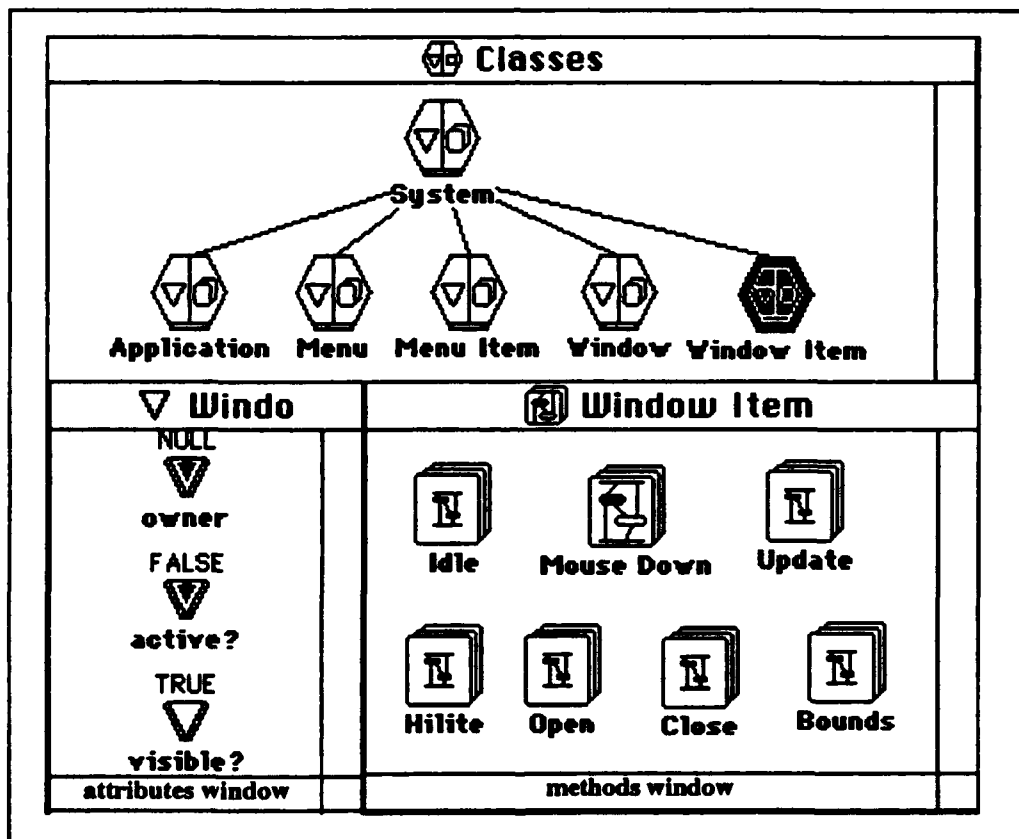 Classes
System
Application Menu Menu Item Window Window Item
Windo
Window Item
NULL
owner
FALSE
active?
TRUE
visible?
Idle Mouse Down Update
Hilite Open Close Bounds
attributes window
methods window